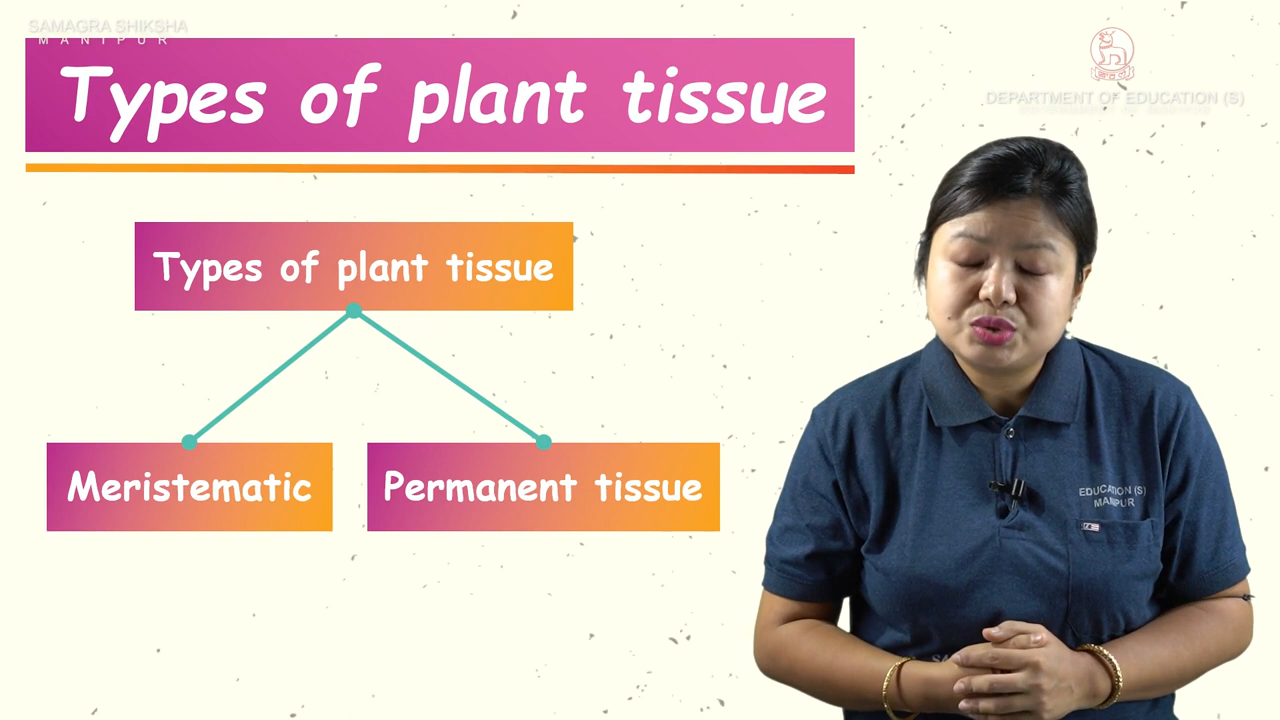 SAMAGRA SHIKSHA
MANIPUR
Types of plant tissue
DEPARTMENT OF EDUCATION (S)
Types of plant tissue
Meristematic
Permanent tissue
EDUCATION (S)
MANIPUR